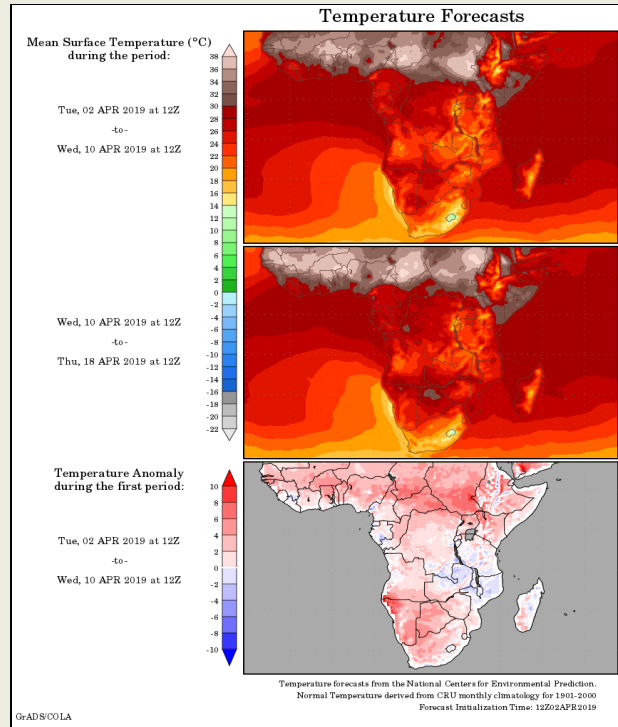 Temperature Forecasts
Mean Surface Temperature (°C)
during the period:
Tue, 02 APR 2019 at 12Z
-to-
Wed, 10 APR 2019 at 12Z
38
36
34
32
30
28
26
24
22
20
18
16
14
12
10
8
6
4
2
0
-2
-4
-6
-8
-10
-12
-14
-16
-18
-20
-22
Wed, 10 APR 2019 at 12Z
-to-
Thu, 18 APR 2019 at 12Z
Temperature Anomaly
during the first period:
Tue, 02 APR 2019 at 12Z
-to-
Wed, 10 APR 2019 at 12Z
10
8
6
4
2
0
-2
-4
-6
-8
-10
Temperature forecasts from the National Centers for Environmental Prediction.
Normal Temperature derived from CRU monthly climatology for 1901-2000
Forecast Initialization Time: 12Z02APR2019
GrADS/COLA